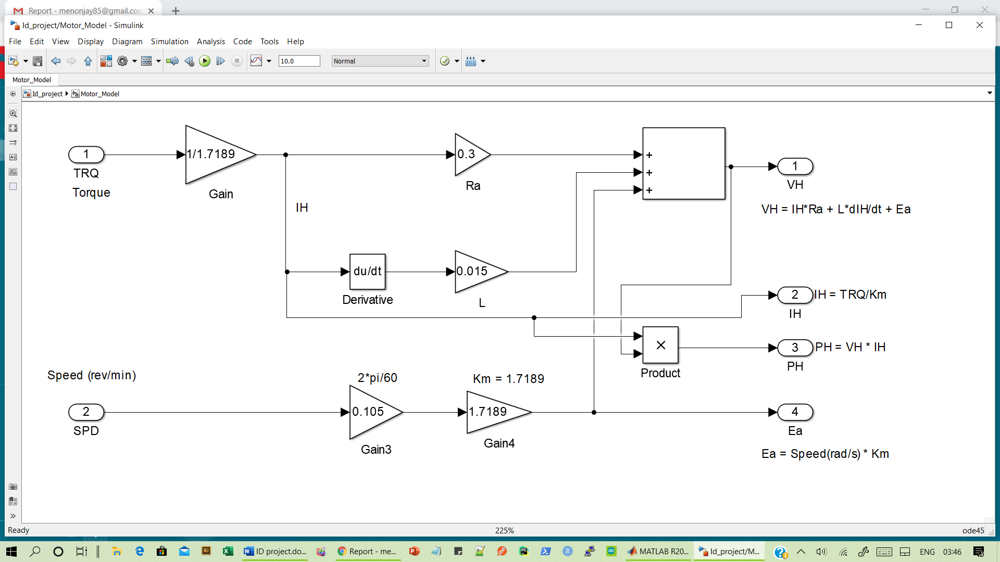 Report - menonjay85@gmail.con
Id_project/Motor_Model - Simulink
File Edit View Display Diagram Simulation Analysis Code Tools Help
10.0 Normal
Motor_Model
Id_project Motor_Model
1 TRQ
Torque
1/1.7189
Gain
IH
0.3
Ra
+
+
+
1
VH
VH = IH*Ra + L*dIH/dt + Ea
du/dt
Derivative
0.015
L
2 IH = TRQ/Km
IH
×
Product
3 PH = VH * IH
PH
Speed (rev/min)
2
SPD
2*pi/60
0.105
Gain3
Km = 1.7189
1.7189
Gain4
4
Ea
Ea = Speed(rad/s) * Km
Ready 225% ode45
ID project.do... Report - me... MATLAB R20... Id_project/M... ENG 03:46